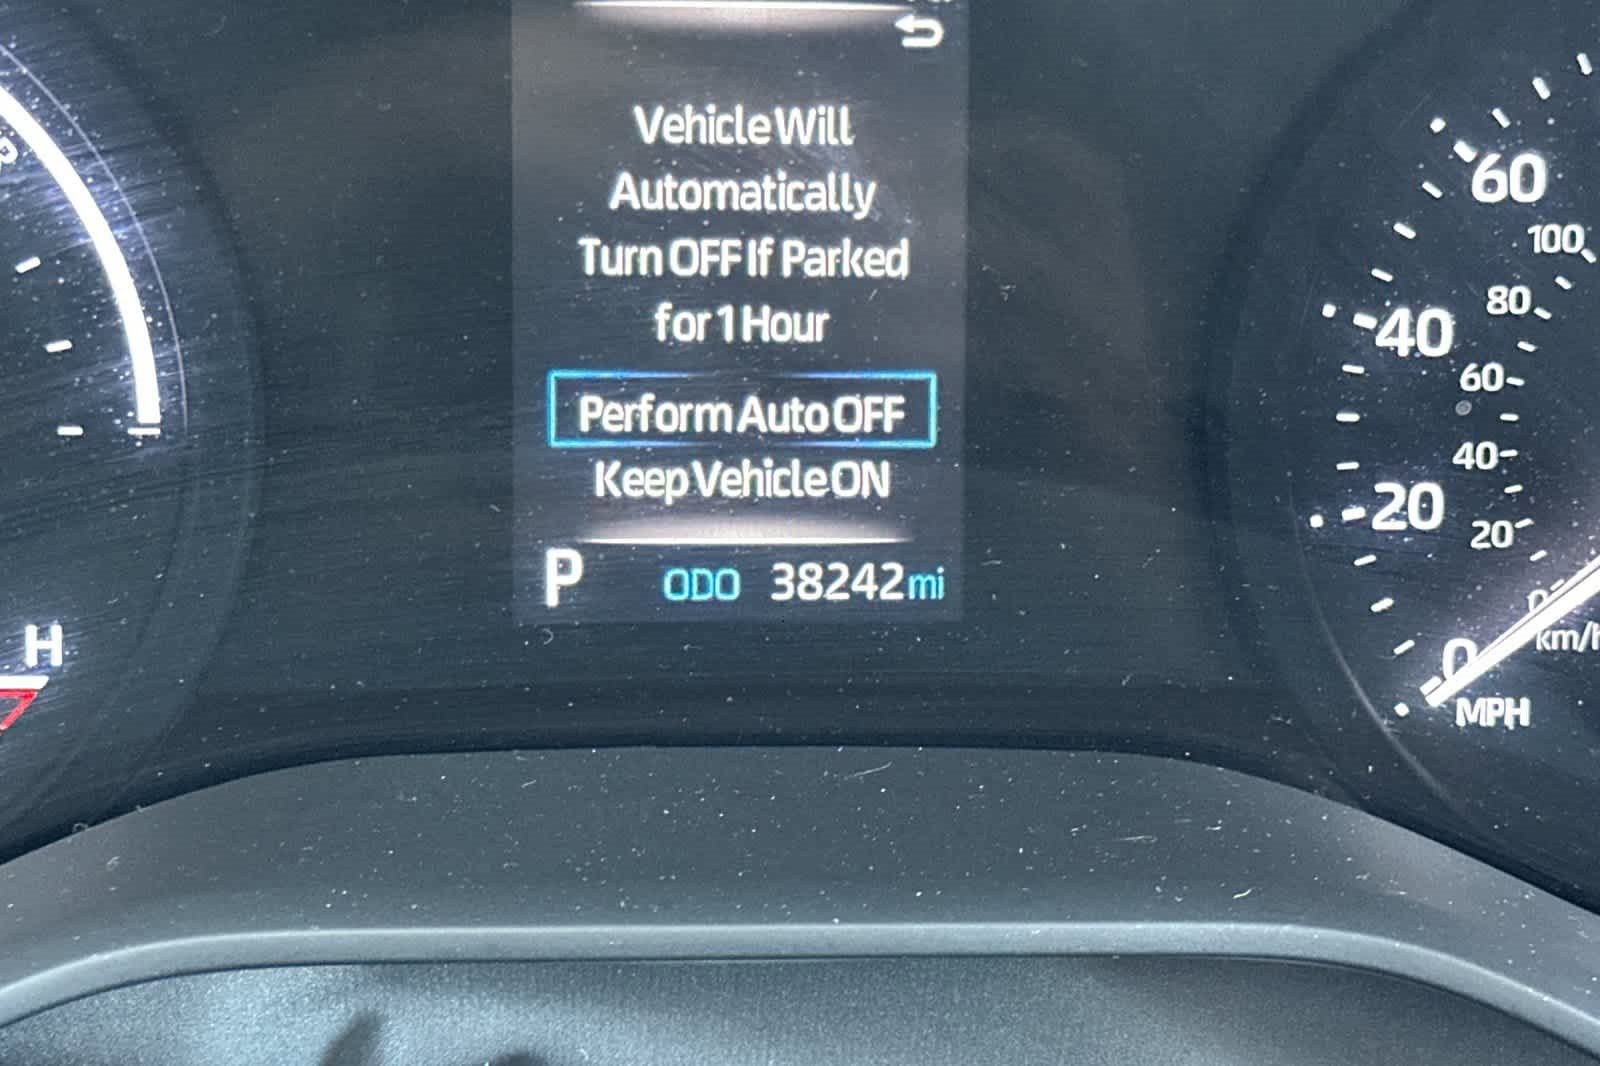 Vehicle Will
Automatically
Turn OFF If Parked
for 1 Hour
Perform Auto OFF
Keep Vehicle ON
P ODO 38242 mi
H
60
100
80
40
60
40
20
20
0
0
km/h
MPH